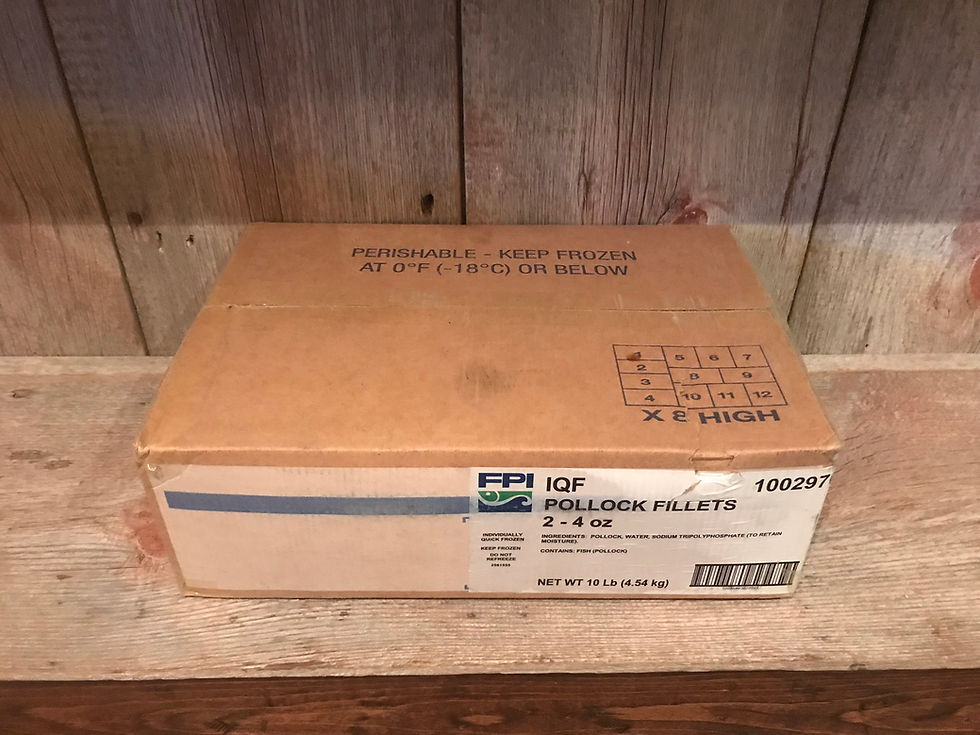 PERISHABLE - KEEP FROZEN
AT 0°F (-18°C) OR BELOW
1 5 6 7
2 8 9
3
4 10 11 12
X 8 HIGH
FPI
IQF
100297
POLLOCK FILLETS
2 - 4 oz
INDIVIDUALLY
QUICK FROZEN
KEEP FROZEN
DO NOT
REFREEZE
INGREDIENTS: POLLOCK, WATER, SODIUM TRIPOLYPHOSPHATE (TO RETAIN
MOISTURE).
CONTAINS: FISH (POLLOCK)
NET WT 10 Lb (4.54 kg)